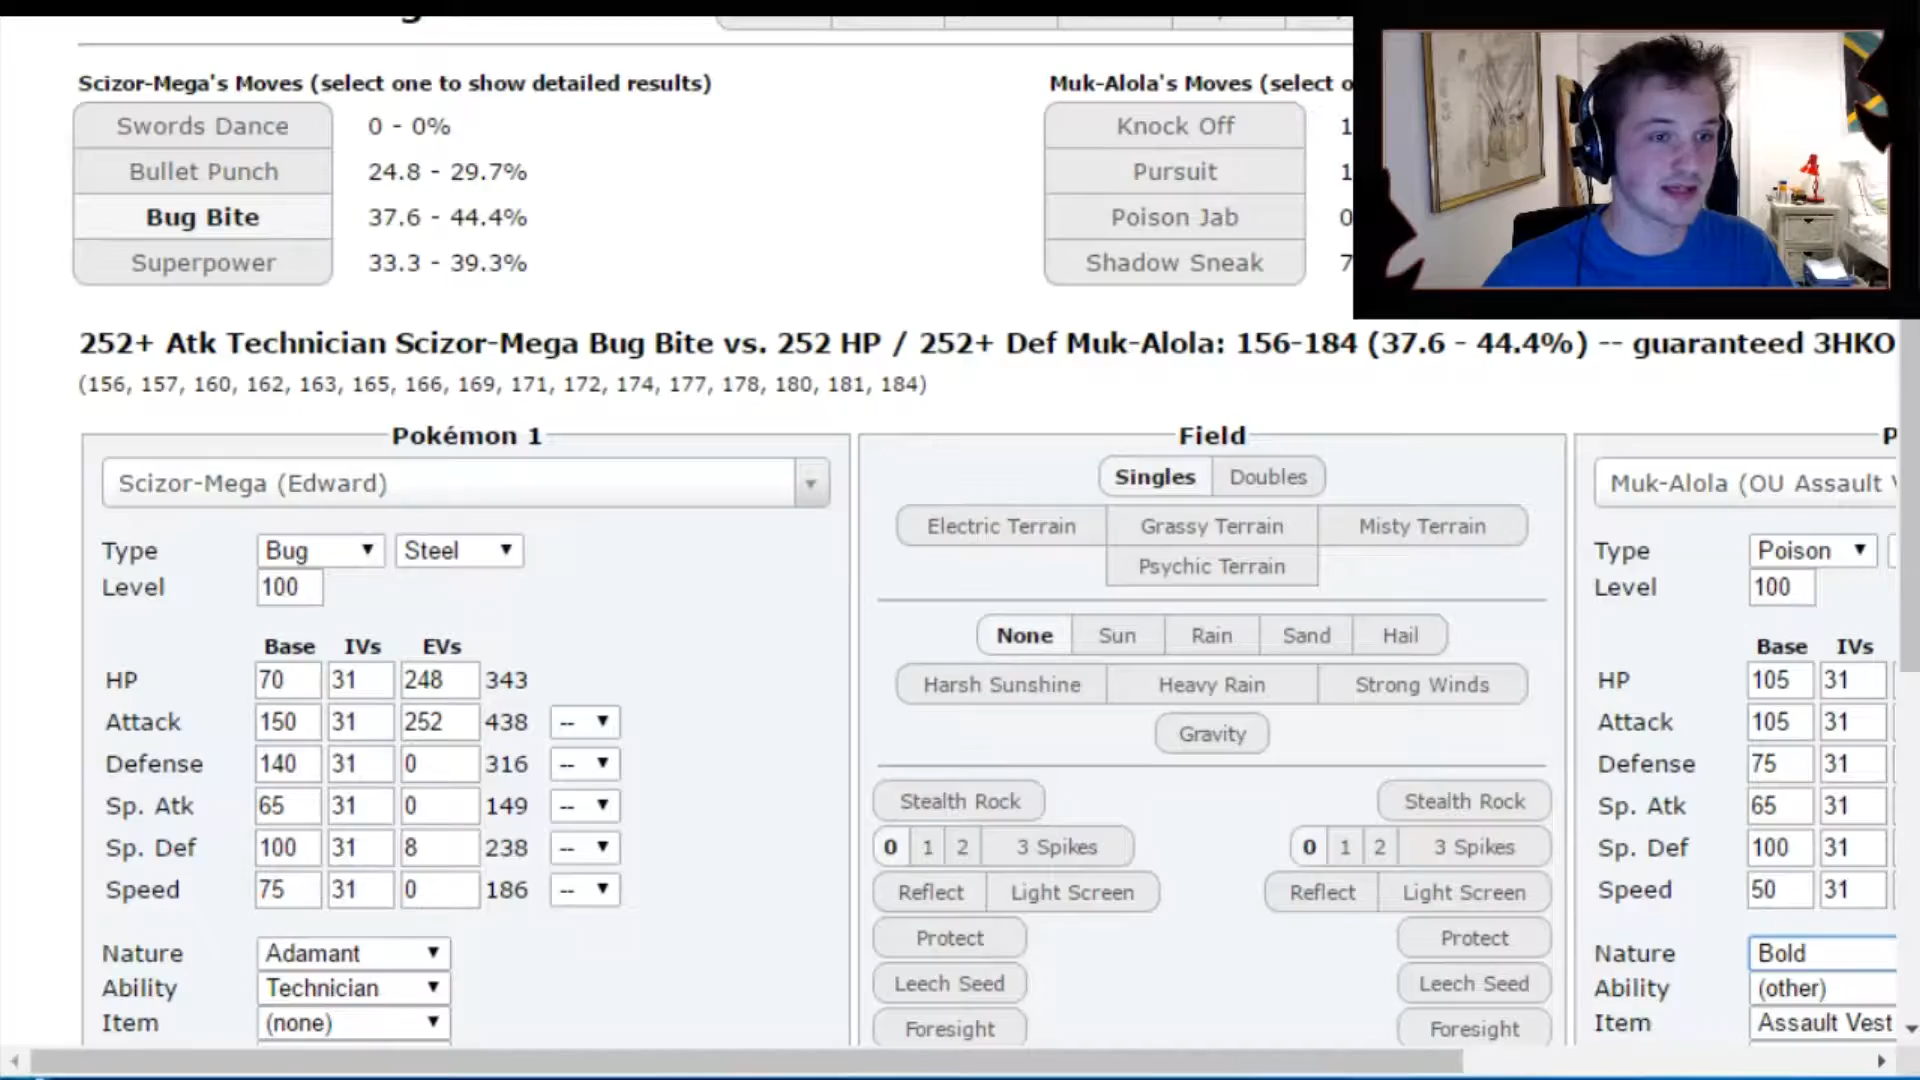 Scizor-Mega's Moves (select one to show detailed results)
Swords Dance 0 - 0%
Bullet Punch 24.8 - 29.7%
Bug Bite 37.6 - 44.4%
Superpower 33.3 - 39.3%
Muk-Alola's Moves (select o
Knock Off 1
Pursuit 1
Poison Jab 0
Shadow Sneak 7
252+ Atk Technician Scizor-Mega Bug Bite vs. 252 HP / 252+ Def Muk-Alola: 156-184 (37.6 - 44.4%) -- guaranteed 3HKO
(156, 157, 160, 162, 163, 165, 166, 169, 171, 172, 174, 177, 178, 180, 181, 184)
Pokémon 1
Scizor-Mega (Edward)
Type Bug Steel
Level 100
Base IVs EVs
HP 70 31 248 343
Attack 150 31 252 438 --
Defense 140 31 0 316 --
Sp. Atk 65 31 0 149 --
Sp. Def 100 31 8 238 --
Speed 75 31 0 186 --
Nature Adamant
Ability Technician
Item (none)
Field
Singles Doubles
Electric Terrain Grassy Terrain Misty Terrain
Psychic Terrain
None Sun Rain Sand Hail
Harsh Sunshine Heavy Rain Strong Winds
Gravity
Stealth Rock Stealth Rock
0 1 2 3 Spikes 0 1 2 3 Spikes
Reflect Light Screen Reflect Light Screen
Protect Protect
Leech Seed Leech Seed
Foresight Foresight
P
Muk-Alola (OU Assault
Type Poison
Level 100
Base IVs
HP 105 31
Attack 105 31
Defense 75 31
Sp. Atk 65 31
Sp. Def 100 31
Speed 50 31
Nature Bold
Ability (other)
Item Assault Vest